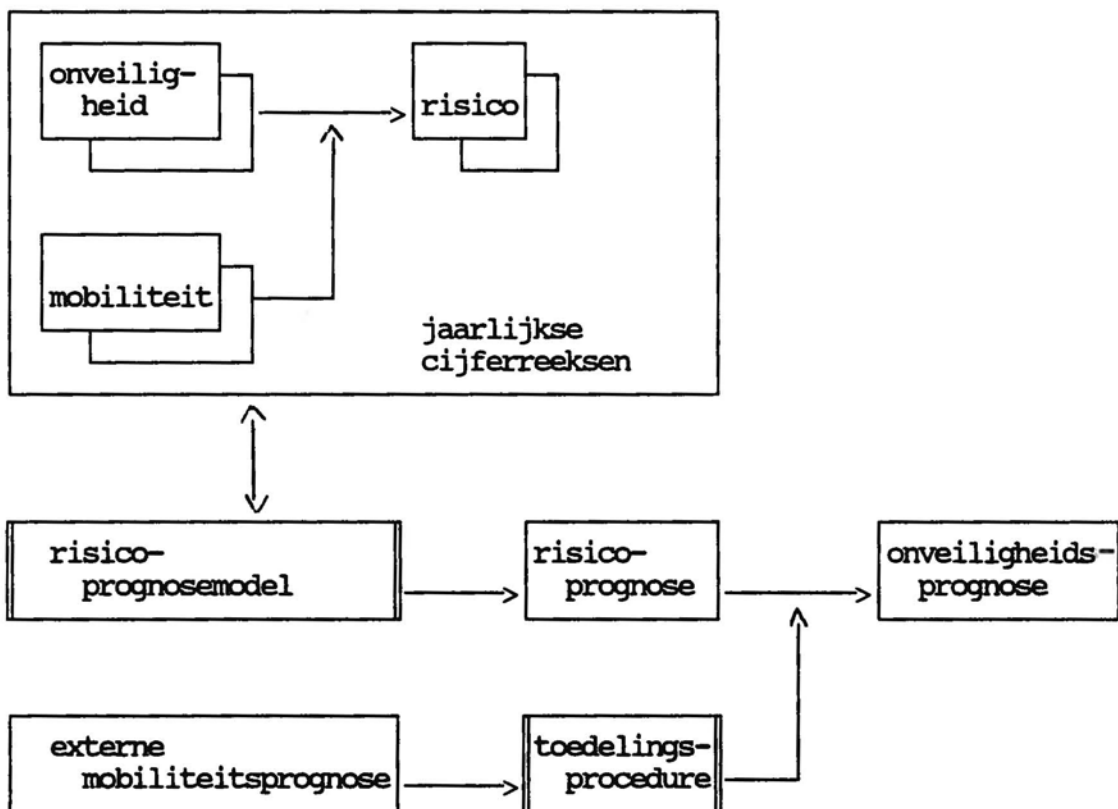 onveilig-
heid
risico
mobiliteit
jaarlijkse
cijferreeksen
risico-
prognosemodel
risico-
prognose
onveiligheids-
prognose
externe
mobiliteitsprognose
toedelings-
procedure